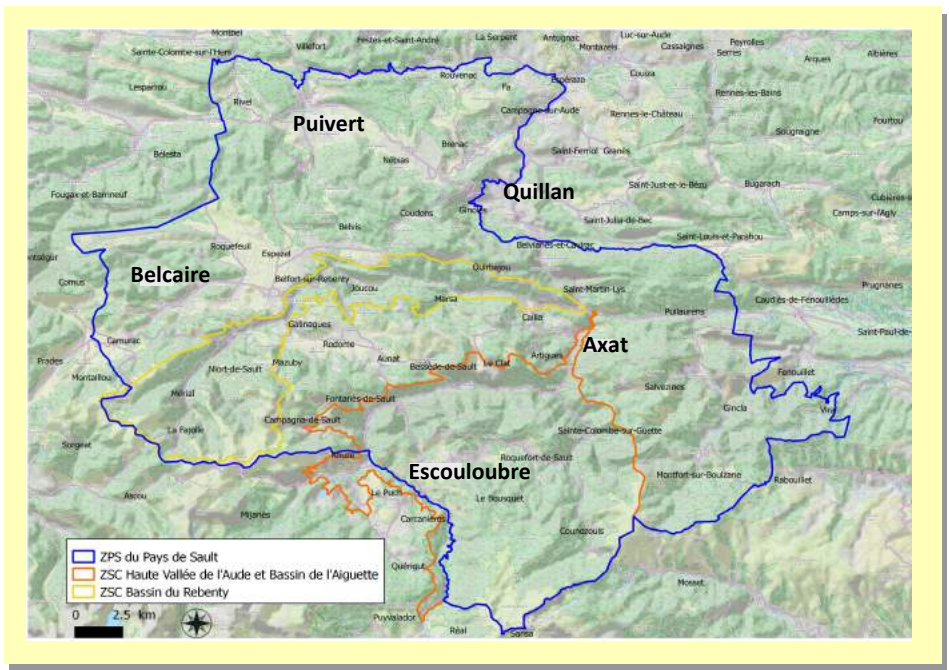 Montbel
Villefort
Festes-et-Saint-André
La Serpent
Antugnac
Luc-sur-Aude
Sainte-Colombe-sur-l'Hers
Montazels
Cassaignes
Peyrolles
Serres
Arques
Albières
Lesparrou
Rivel
Rouvenac
Fa
Espéraza
Couiza
Rennes-les-Bains
Puivert
Campagne-sur-Aude
Rennes-le-Château
Sougraigne
Fourtou
Bélesta
Nébias
Brenac
Saint-Ferriol
Granès
Fougax-et-Barrineuf
Quillan
Saint-Just-et-le-Bézu
Bugarach
Coudons
Ginoles
Saint-Julia-de-Bec
Camps-sur-l'Agly
Belvis
Roquefeuil
Espezel
Belvianes-et-Cavirac
Saint-Louis-et-Parahou
Comus
Belcaire
Belfort-sur-Rebenty
Joucou
Quirbajou
Marsa
Saint-Martin-Lys
Puilaurens
Caudiès-de-Fenouillèdes
Prugnanes
Camurac
Galinagues
Cailla
Axat
Saint-Paul-de-
Prades
Montaillou
Rodome
Mazuby
Aunat
Bessède-de-Sault
Le Clat
Artigues
Niort-de-Sault
Fenouillet
Mérial
Fontanès-de-Sault
Salvezines
Gincla
Vira
La Fajolle
Campagna-de-Sault
Sainte-Colombe-sur-Guette
Sorgeat
Escouloubre
Roquefort-de-Sault
Montfort-sur-Boulzane
Rabouillet
Ascou
Mijanès
Le Puch
Le Bousquet
Carcanières
Counozouls
Quérigut
Mosset
Puyvalador
Réal
Sansa
ZPS du Pays de Sault
ZSC Haute Vallée de l'Aude et Bassin de l'Aiguette
ZSC Bassin du Rebenty
0 2.5 km